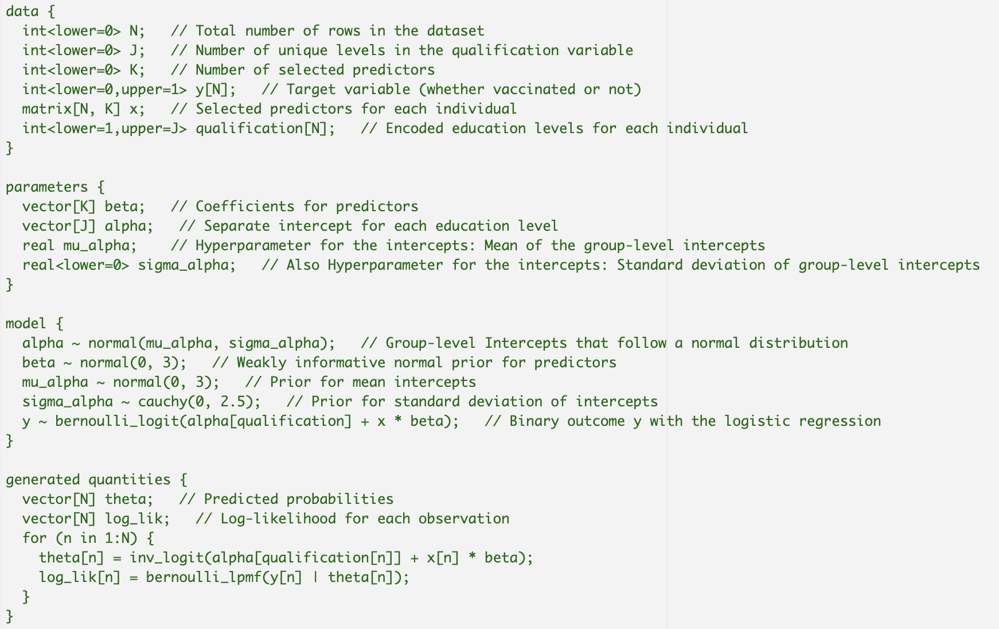 data {
  int<lower=0> N;   // Total number of rows in the dataset
  int<lower=0> J;   // Number of unique levels in the qualification variable
  int<lower=0> K;   // Number of selected predictors
  int<lower=0,upper=1> y[N];   // Target variable (whether vaccinated or not)
  matrix[N, K] x;   // Selected predictors for each individual
  int<lower=1,upper=J> qualification[N];   // Encoded education levels for each individual
}

parameters {
  vector[K] beta;   // Coefficients for predictors
  vector[J] alpha;   // Separate intercept for each education level
  real mu_alpha;    // Hyperparameter for the intercepts: Mean of the group-level intercepts
  real<lower=0> sigma_alpha;   // Also Hyperparameter for the intercepts: Standard deviation of group-level intercepts
}

model {
  alpha ~ normal(mu_alpha, sigma_alpha);   // Group-level Intercepts that follow a normal distribution
  beta ~ normal(0, 3);   // Weakly informative normal prior for predictors
  mu_alpha ~ normal(0, 3);   // Prior for mean intercepts
  sigma_alpha ~ cauchy(0, 2.5);   // Prior for standard deviation of intercepts
  y ~ bernoulli_logit(alpha[qualification] + x * beta);   // Binary outcome y with the logistic regression
}

generated quantities {
  vector[N] theta;   // Predicted probabilities
  vector[N] log_lik;   // Log-likelihood for each observation
  for (n in 1:N) {
    theta[n] = inv_logit(alpha[qualification[n]] + x[n] * beta);
    log_lik[n] = bernoulli_lpmf(y[n] | theta[n]);
  }
}